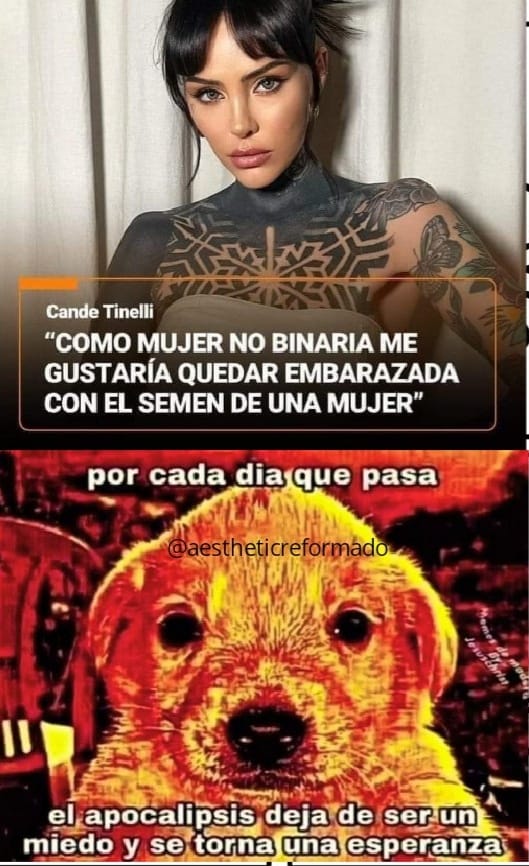 Cande Tinelli
“COMO MUJER NO BINARIA ME
GUSTARÍA QUEDAR EMBARAZADA
CON EL SEMEN DE UNA MUJER”
por cada dia que pasa
@aestheticreformado
el apocalipsis deja de ser un
miedo y se torna una esperanza